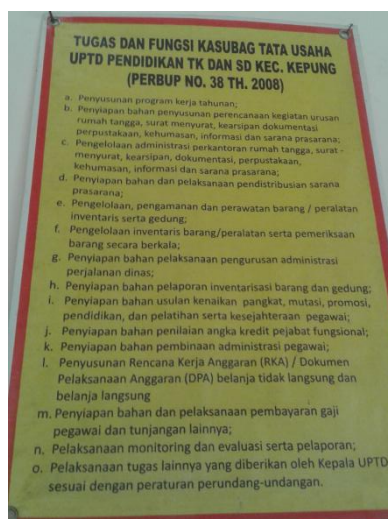 TUGAS DAN FUNGSI KASUBAG TATA USAHA
UPTD PENDIDIKAN TK DAN SD KEC. KEPUNG
(PERBUP NO. 38 TH. 2008)
a. Penyusunan program kerja tahunan;
b. Penyiapan bahan penyusunan perencanaan kegiatan urusan
rumah tangga, surat menyurat, kearsipan dokumentasi
perpustakaan, kehumasan, informasi dan sarana prasarana;
c. Pengelolaan administrasi perkantoran rumah tangga, surat -
menyurat, kearsipan, dokumentasi, perpustakaan,
kehumasan, informasi dan sarana prasarana;
d. Penyiapan bahan dan pelaksanaan pendistribusian sarana
prasarana;
e. Pengelolaan, pengamanan dan perawatan barang / peralatan
inventaris serta gedung;
f. Pengelolaan inventaris barang/peralatan serta pemeriksaan
barang secara berkala;
g. Penyiapan bahan pelaksanaan pengurusan administrasi
perjalanan dinas;
h. Penyiapan bahan pelaporan inventarisasi barang dan gedung;
i. Penyiapan bahan usulan kenaikan pangkat, mutasi, promosi,
pendidikan, dan pelatihan serta kesejahteraan pegawai;
j. Penyiapan bahan penilaian angka kredit pejabat fungsional;
k. Penyiapan bahan pembinaan administrasi pegawai;
l. Penyusunan Rencana Kerja Anggaran (RKA) / Dokumen
Pelaksanaan Anggaran (DPA) belanja tidak langsung dan
belanja langsung
m. Penyiapan bahan dan pelaksanaan pembayaran gaji
pegawai dan tunjangan lainnya;
n. Pelaksanaan monitoring dan evaluasi serta pelaporan;
o. Pelaksanaan tugas lainnya yang diberikan oleh Kepala UPTD
sesuai dengan peraturan perundang-undangan.